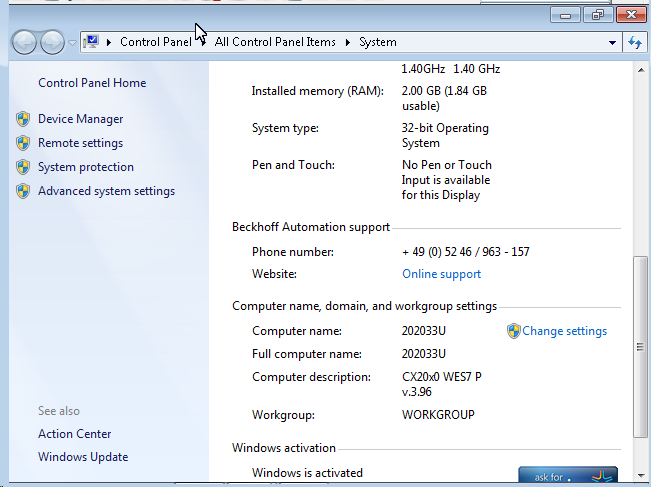 Control Panel All Control Panel Items System
Control Panel Home
Device Manager
Remote settings
System protection
Advanced system settings
See also
Action Center
Windows Update
1.40GHz 1.40 GHz
Installed memory (RAM): 2.00 GB (1.84 GB
usable)
System type: 32-bit Operating
System
Pen and Touch: No Pen or Touch
Input is available
for this Display
Beckhoff Automation support
Phone number: + 49 (0) 52 46 / 963 - 157
Website: Online support
Computer name, domain, and workgroup settings
Computer name: 202033U Change settings
Full computer name: 202033U
Computer description: CX20x0 WES7 P
v.3.96
Workgroup: WORKGROUP
Windows activation
Windows is activated
ask for